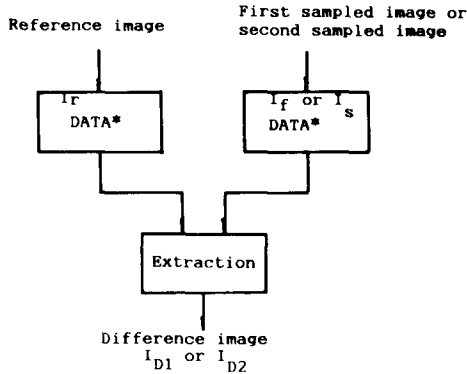 Reference image
First sampled image or
second sampled image
Ir
DATA*
If or Is
DATA*
Extraction
Difference image
ID1 or ID2